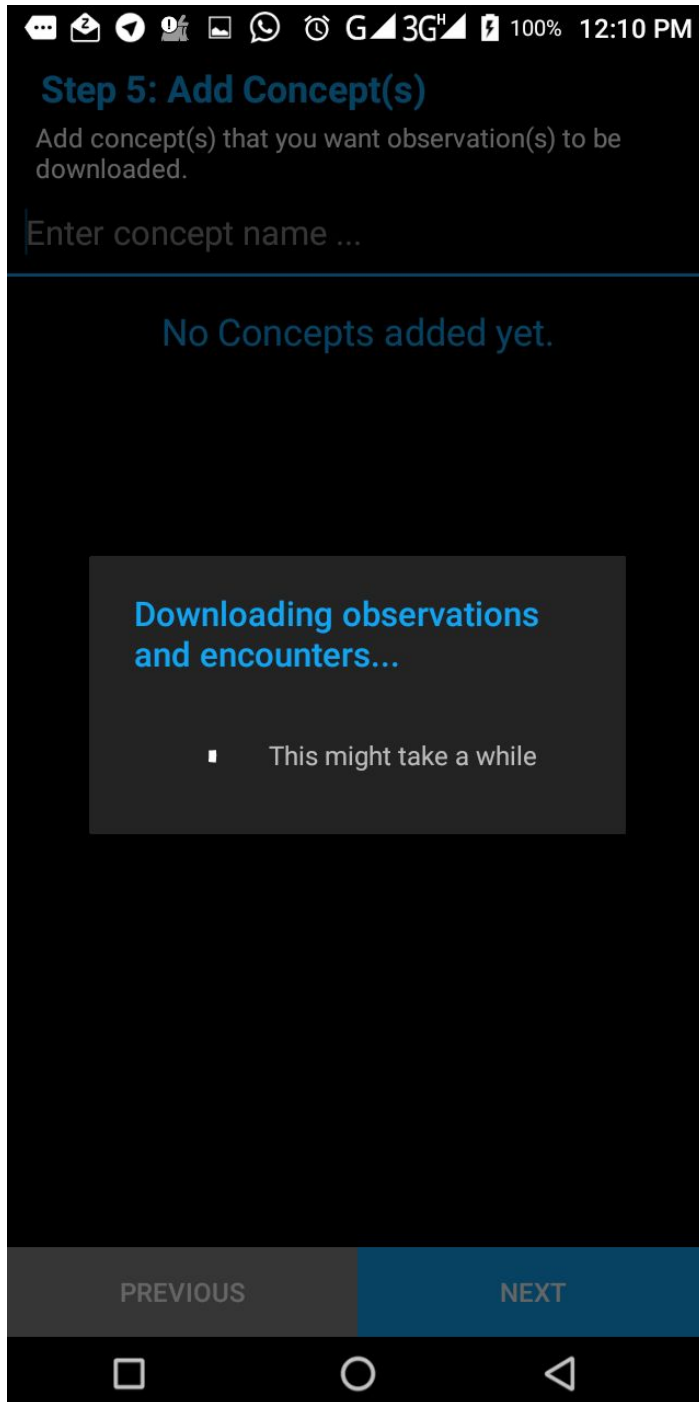 G 3G H 100% 12:10 PM
Step 5: Add Concept(s)
Add concept(s) that you want observation(s) to be
downloaded.
Enter concept name ...
No Concepts added yet.
Downloading observations
and encounters...
This might take a while
PREVIOUS NEXT